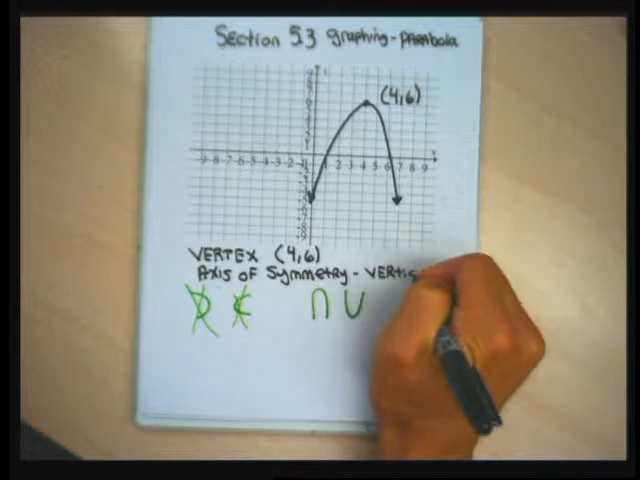 Section 5.3 graphing - parabola
(4,6)
-9 -8 -7 -6 -5 -4 -3 -2 -1 1 2 3 4 5 6 7 8 9
VERTEX (4,6)
Axis of Symmetry - VERTIC